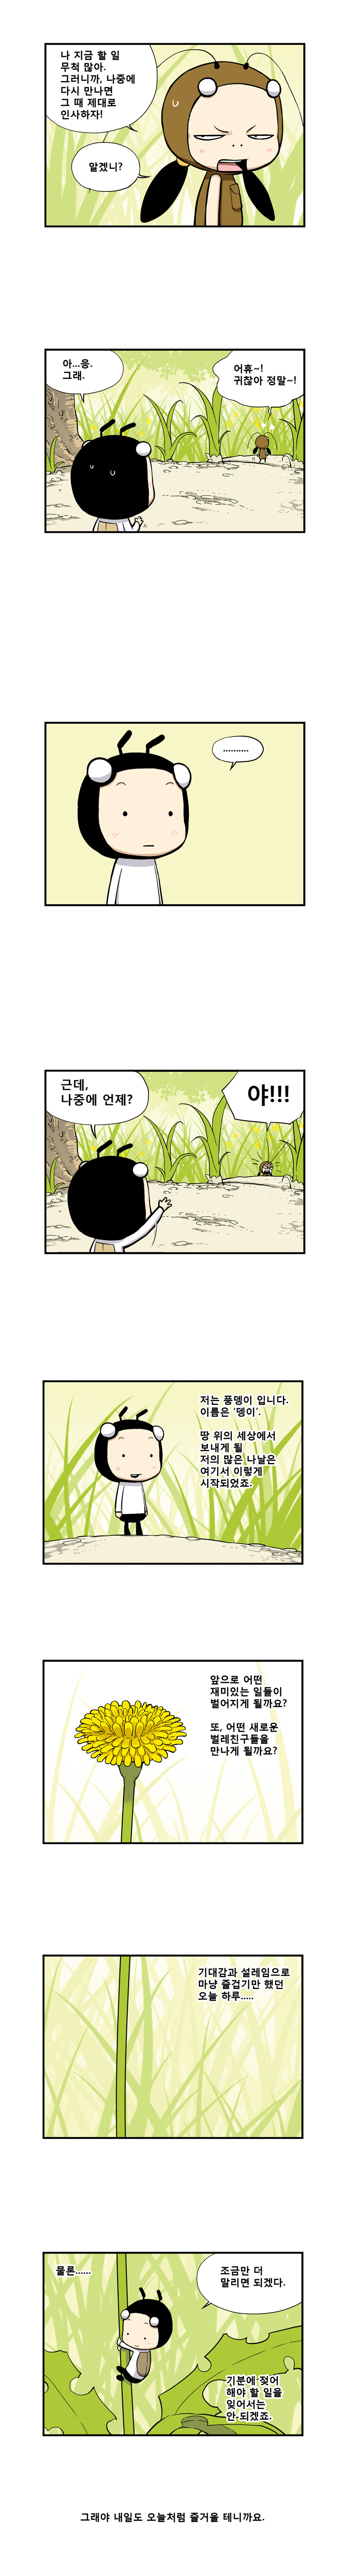 나 지금 할 일
무척 많아.
그러니까, 나중에
다시 만나면
그 때 제대로
인사하자!
알겠니?
아...응.
그래.
어휴~!
귀찮아 정말~!
..........
근데,
나중에 언제?
야!!!
저는 풍뎅이 입니다.
이름은 '뎅이'.
땅 위의 세상에서
보내게 될
저의 많은 나날은
여기서 이렇게
시작되었죠.
앞으로 어떤
재미있는 일들이
벌어지게 될까요?
또, 어떤 새로운
벌레친구들을
만나게 될까요?
기대감과 설레임으로
마냥 즐겁기만 했던
오늘 하루.....
물론......
조금만 더
말리면 되겠다.
기분에 젖어
해야 할 일을
잊어서는
안 되겠죠.
그래야 내일도 오늘처럼 즐거울 테니까요.